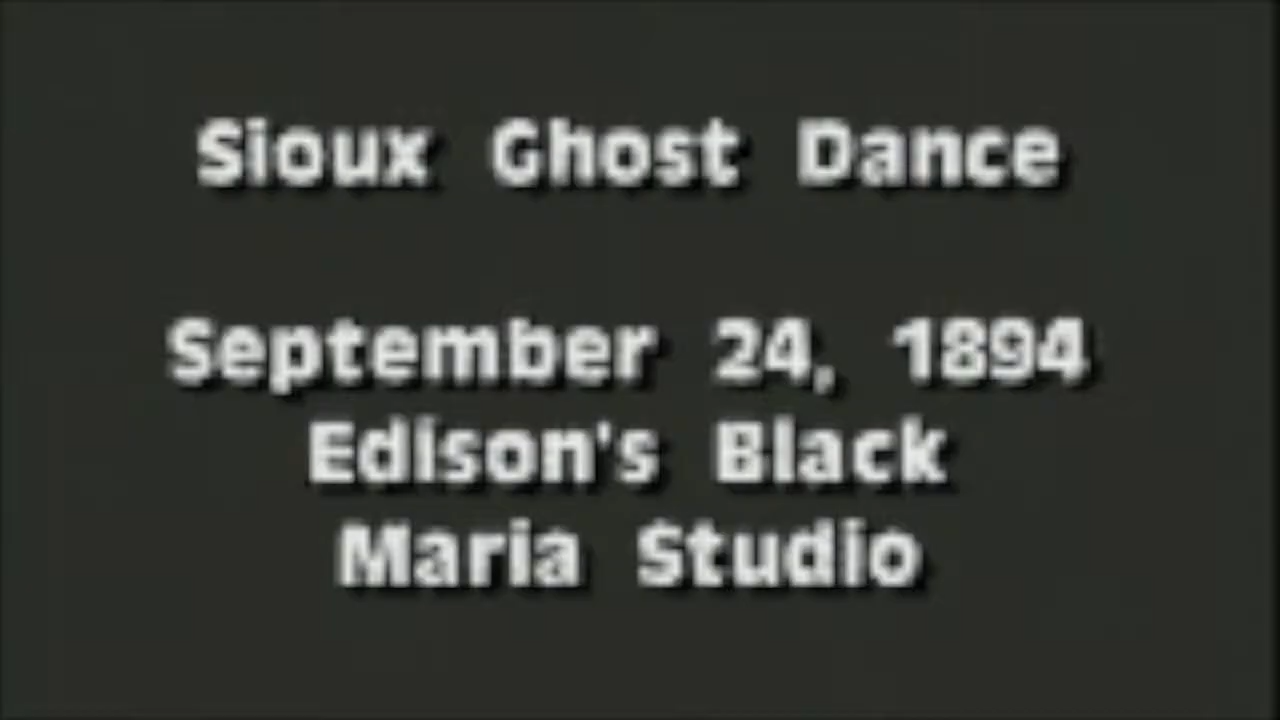 Sioux Ghost Dance
September 24, 1894
Edison's Black
Maria Studio